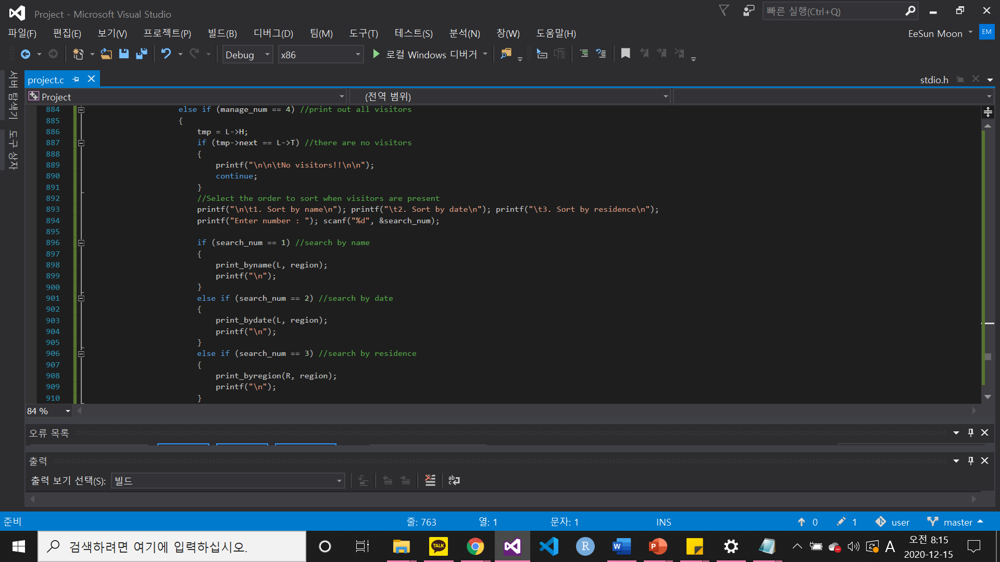 Project - Microsoft Visual Studio
빠른 실행(Ctrl+Q)
파일(F) 편집(E) 보기(V) 프로젝트(P) 빌드(B) 디버그(D) 팀(M) 도구(T) 테스트(S) 분석(N) 창(W) 도움말(H)
EeSun Moon EM
Debug x86 로컬 Windows 디버거
서버 탐색기
도구 상자
project.c
stdio.h
Project (전역 범위)
884 else if (manage_num == 4) //print out all visitors
885 {
886 tmp = L->H;
887 if (tmp->next == L->T) //there are no visitors
888 {
889 printf("\n\n\tNo visitors!!\n\n");
890 continue;
891 }
892 //Select the order to sort when visitors are present
893 printf("\n\t1. Sort by name\n"); printf("\t2. Sort by date\n"); printf("\t3. Sort by residence\n");
894 printf("Enter number : "); scanf("%d", &search_num);
895
896 if (search_num == 1) //search by name
897 {
898 print_byname(L, region);
899 printf("\n");
900 }
901 else if (search_num == 2) //search by date
902 {
903 print_bydate(L, region);
904 printf("\n");
905 }
906 else if (search_num == 3) //search by residence
907 {
908 print_byregion(R, region);
909 printf("\n");
910 }
84 %
오류 목록
출력
출력 보기 선택(S): 빌드
준비 줄: 763 열: 1 문자: 1 INS 0 1 user master
검색하려면 여기에 입력하십시오.
TALK
R
W
P
A
오전 8:15
2020-12-15